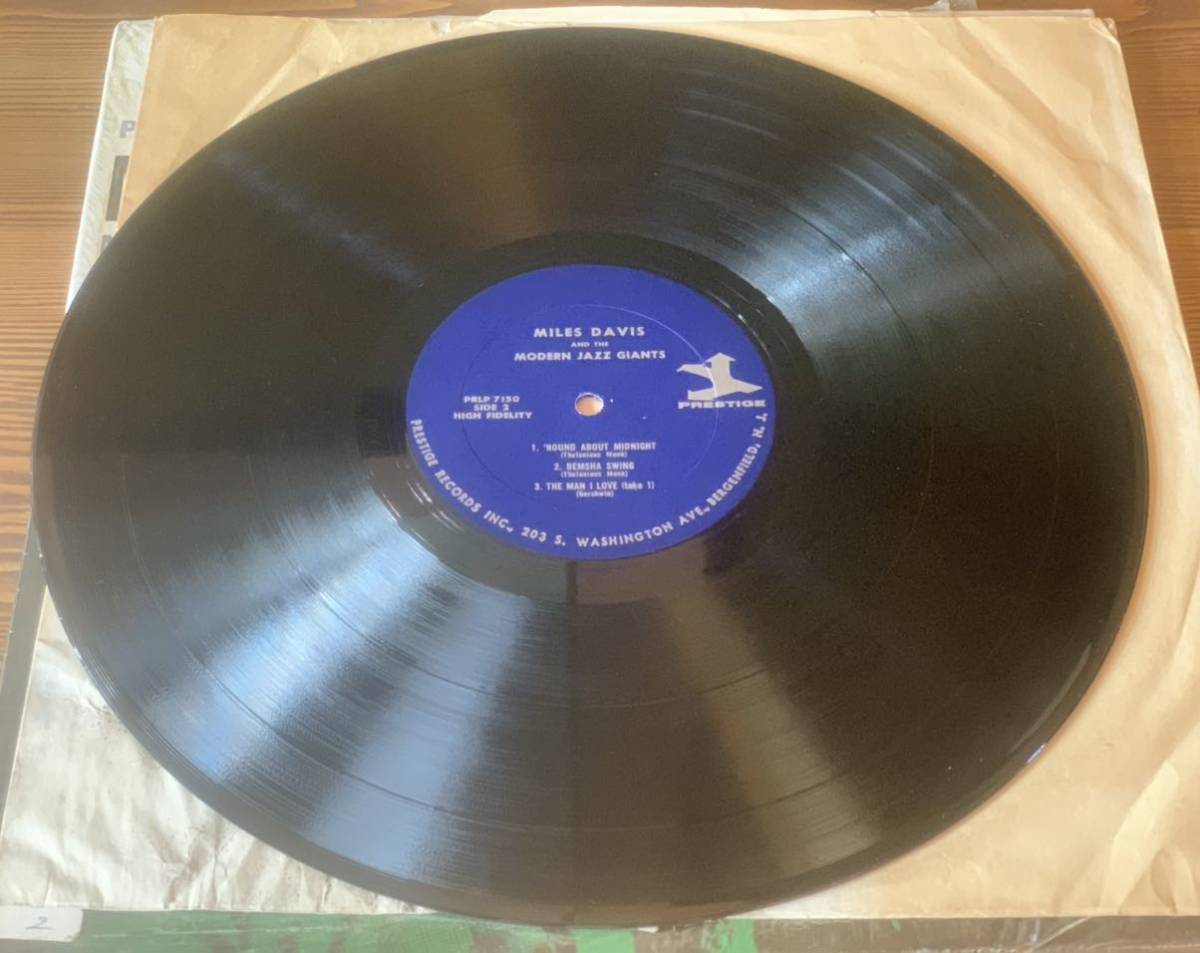 MILES DAVIS
AND THE
MODERN JAZZ GIANTS
PRESTIGE
PRLP 7150
SIDE 2
HIGH FIDELITY
1. 'ROUND ABOUT MIDNIGHT
(Thelonious Monk)
2. BEMSHA SWING
(Thelonious Monk)
3. THE MAN I LOVE (take 1)
(Gershwin)
PRESTIGE RECORDS INC., 203 S. WASHINGTON AVE., BERGENFIELD, N. J.
P
2